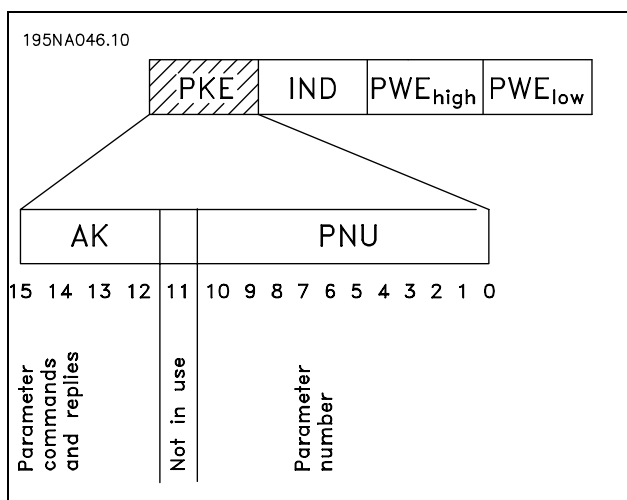 195NA046.10
PKE IND PWEhigh PWElow
AK PNU
15 14 13 12 11 10 9 8 7 6 5 4 3 2 1 0
Parameter
commands
and replies
Not in use
Parameter
number